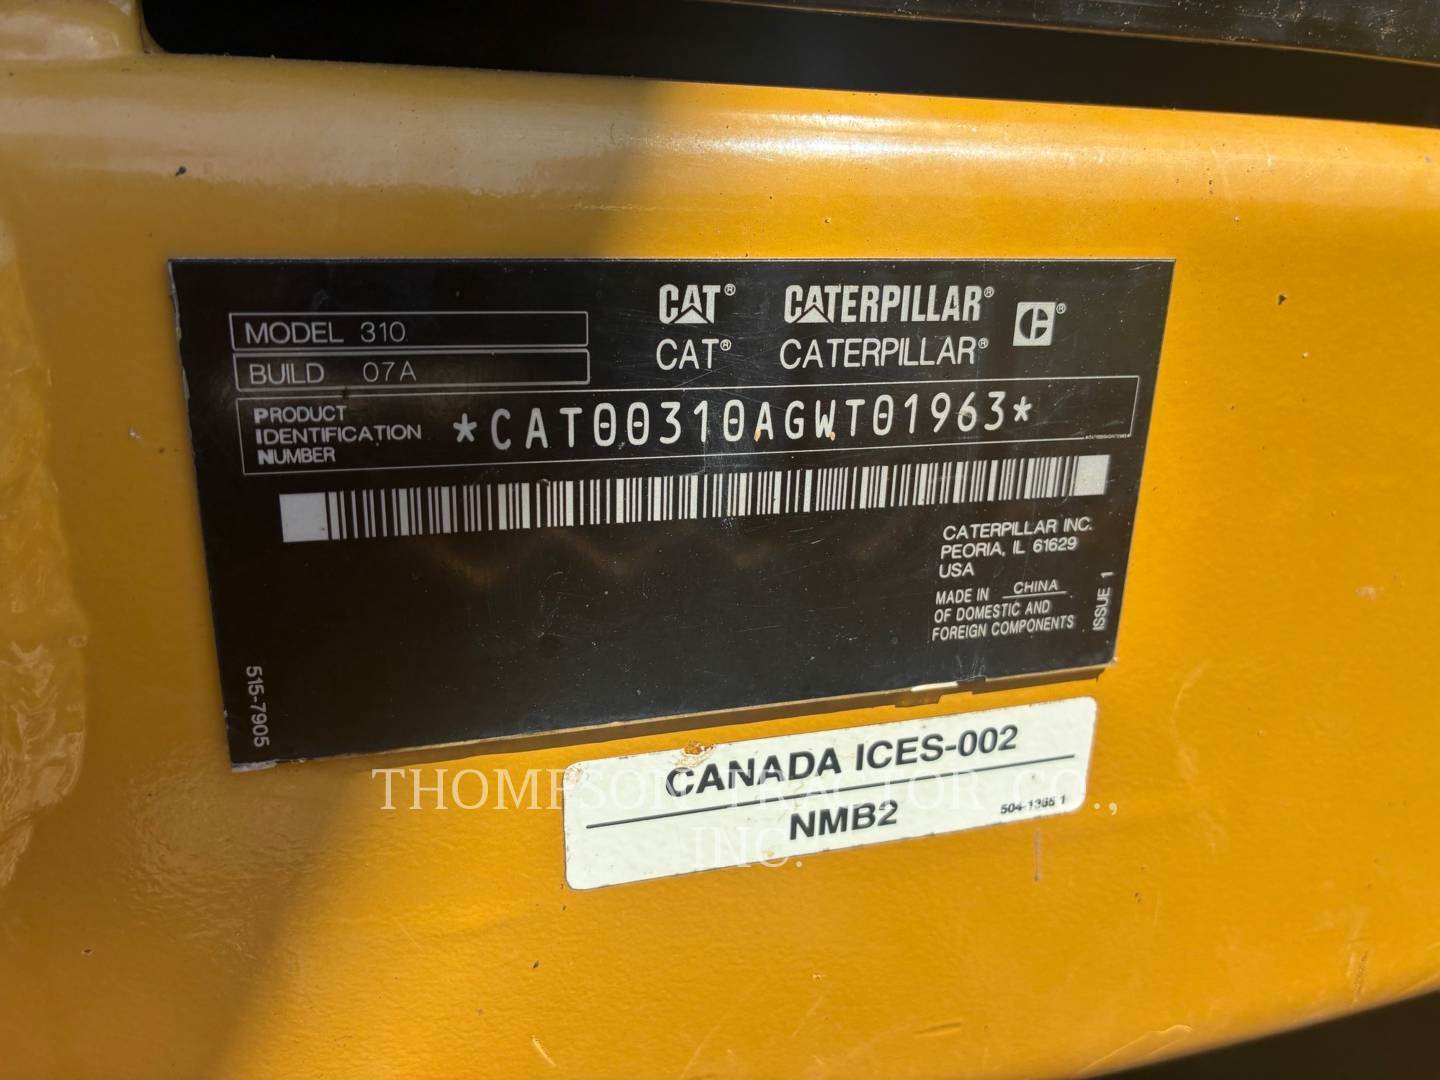 CAT® CATERPILLAR®
CAT® CATERPILLAR®
MODEL 310
BUILD 07A
PRODUCT
IDENTIFICATION
NUMBER
*CAT00310AGWT01963*
CATERPILLAR INC.
PEORIA, IL 61629
USA
MADE IN CHINA
OF DOMESTIC AND
FOREIGN COMPONENTS
ISSUE 1
515-7905
CANADA ICES-002
NMB2
THOMPSON TRACTOR CO.,
INC.